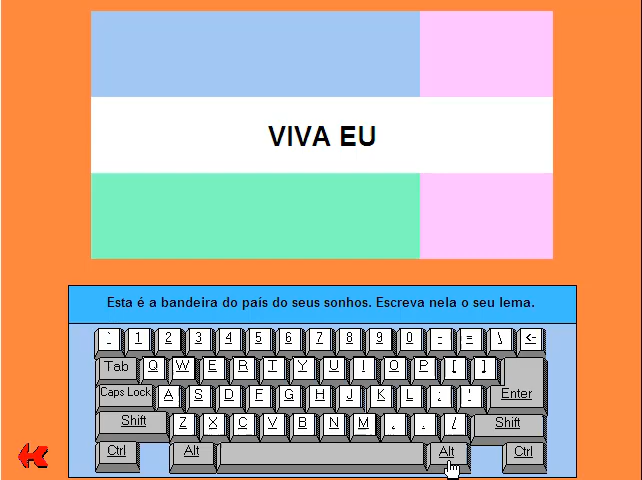 VIVA EU
Esta é a bandeira do país do seus sonhos. Escreva nela o seu lema.
` 1 2 3 4 5 6 7 8 9 0 - = \ <-
Tab Q W E R T Y U I O P [ ]
Caps Lock A S D F G H J K L ; ' Enter
Shift Z X C V B N M , . / Shift
Ctrl Alt Alt Ctrl